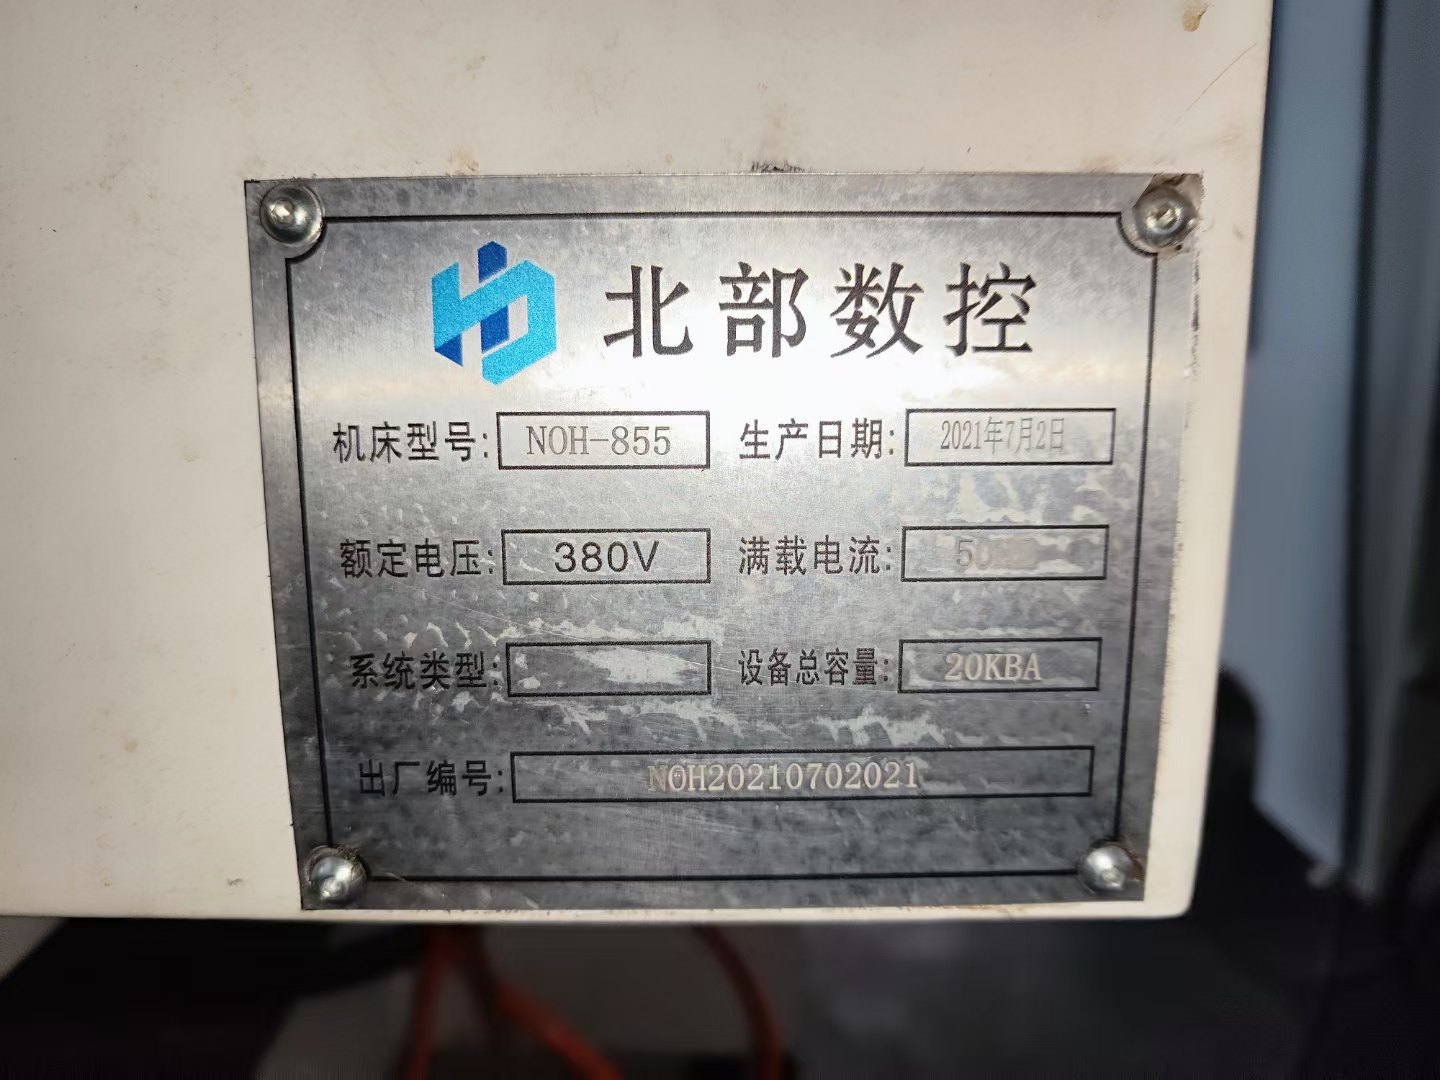 北部数控
机床型号: NOH-855 生产日期: 2021年7月2日
额定电压: 380V 满载电流:
系统类型: 设备总容量: 20KBA
出厂编号: NOH20210702021